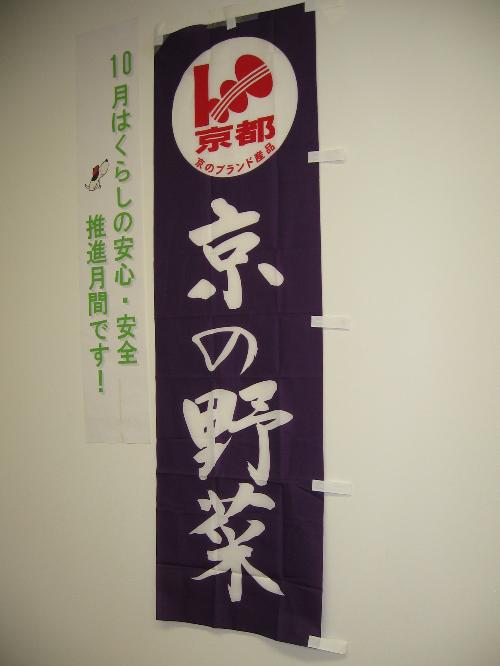 10月はくらしの安心・安全
推進月間です！
京都
京のブランド産品
京の野菜